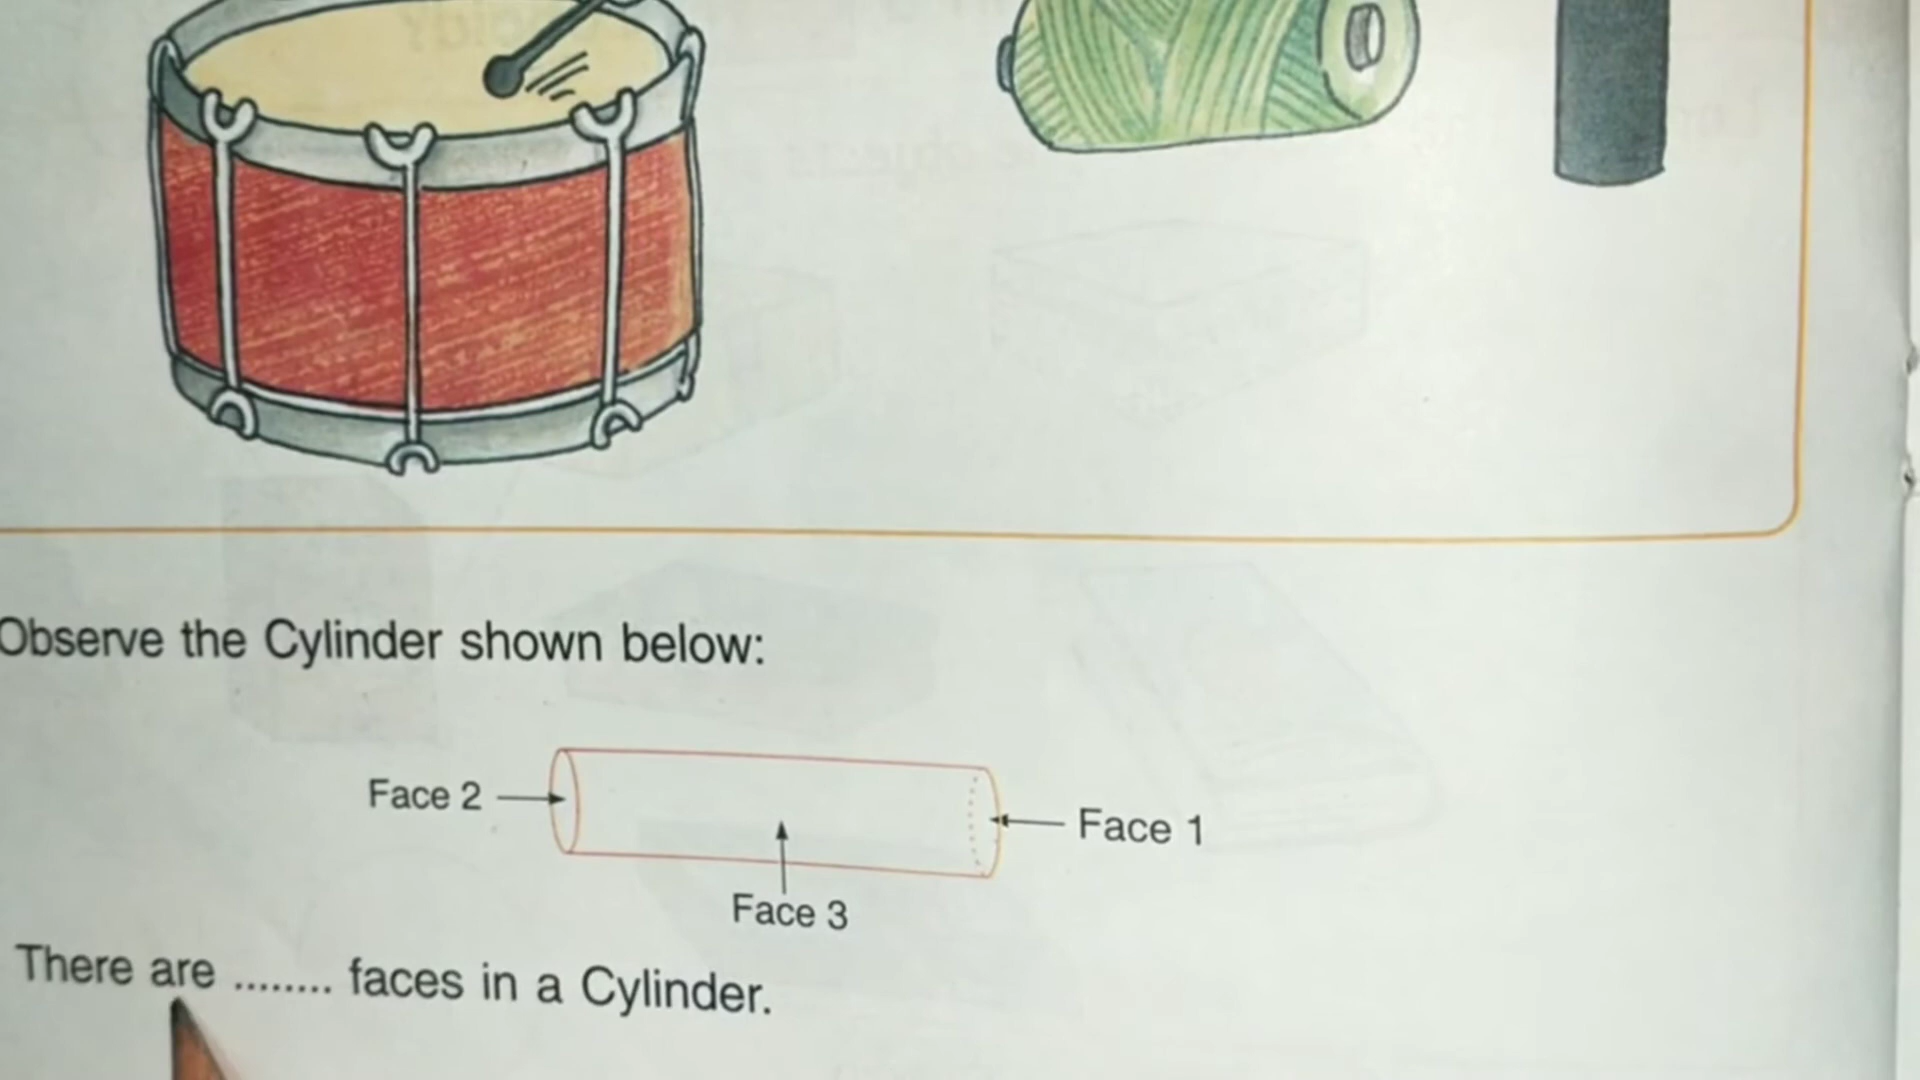 Observe the Cylinder shown below:
Face 2
Face 1
Face 3
There are ........ faces in a Cylinder.